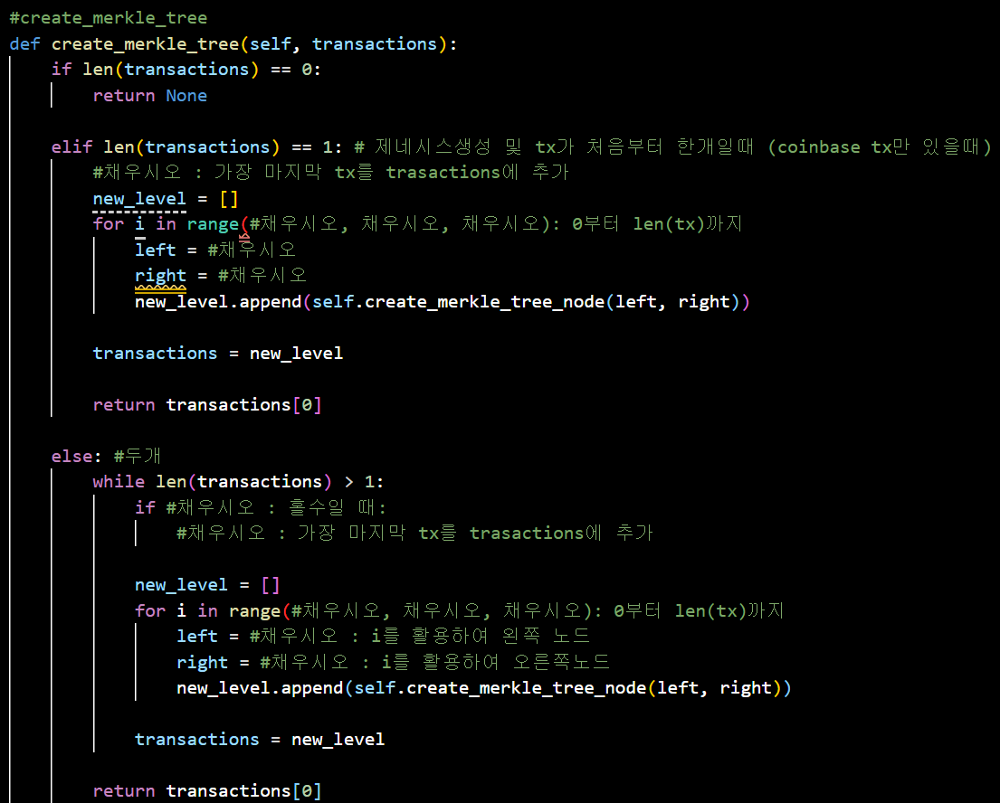 #create_merkle_tree
def create_merkle_tree(self, transactions):
    if len(transactions) == 0:
        return None

    elif len(transactions) == 1: # 제네시스생성 및 tx가 처음부터 한개일때 (coinbase tx만 있을때)
        #채우시오 : 가장 마지막 tx를 trasactions에 추가
        new_level = []
        for i in range(#채우시오, 채우시오, 채우시오): 0부터 len(tx)까지
            left = #채우시오
            right = #채우시오
            new_level.append(self.create_merkle_tree_node(left, right))

        transactions = new_level

        return transactions[0]

    else: #두개
        while len(transactions) > 1:
            if #채우시오 : 홀수일 때:
                #채우시오 : 가장 마지막 tx를 trasactions에 추가

            new_level = []
            for i in range(#채우시오, 채우시오, 채우시오): 0부터 len(tx)까지
                left = #채우시오 : i를 활용하여 왼쪽 노드
                right = #채우시오 : i를 활용하여 오른쪽노드
                new_level.append(self.create_merkle_tree_node(left, right))

            transactions = new_level

        return transactions[0]